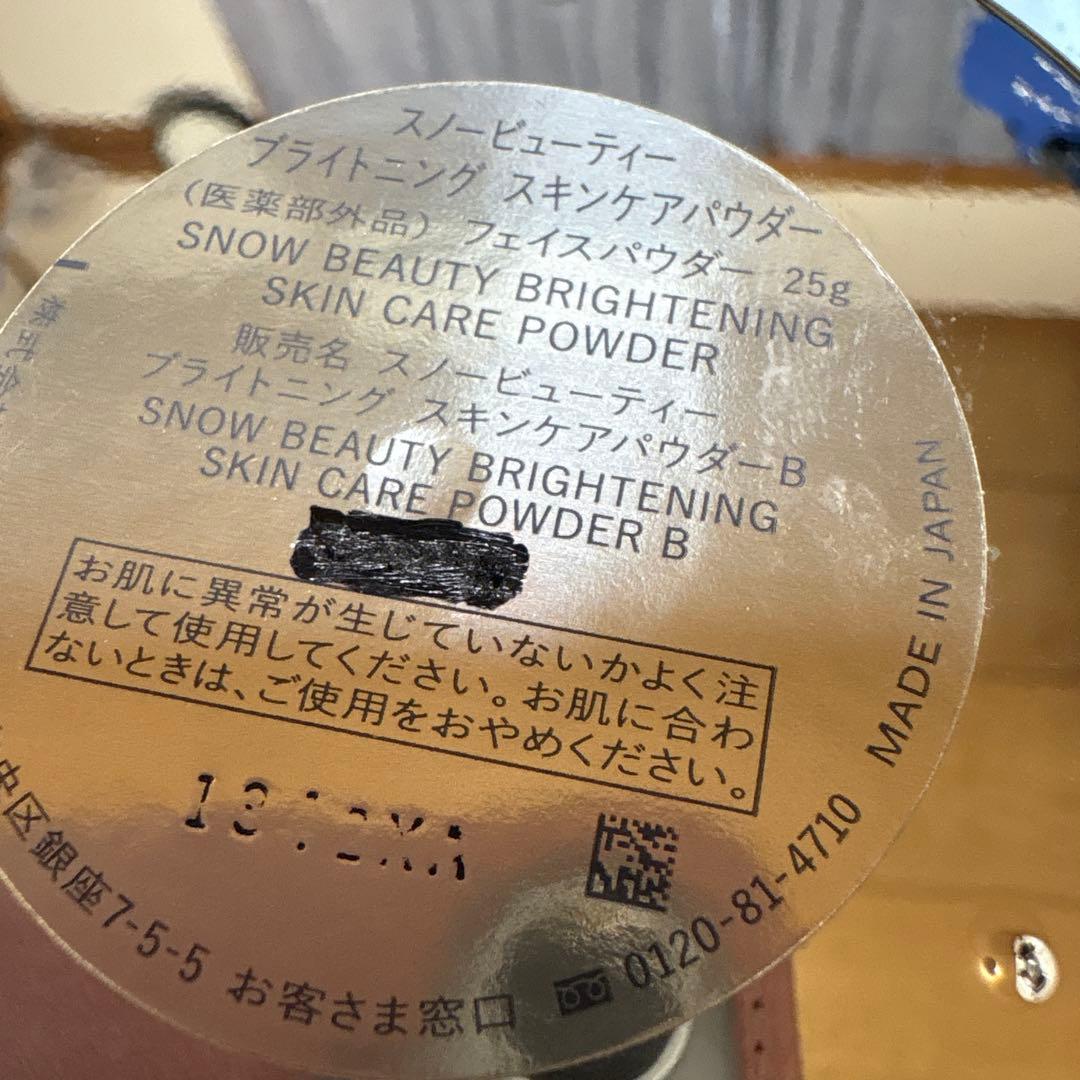 スノービューティー
ブライトニング スキンケアパウダー
(医薬部外品) フェイスパウダー 25g
SNOW BEAUTY BRIGHTENING
SKIN CARE POWDER
販売名 スノービューティー
ブライトニング スキンケアパウダーB
SNOW BEAUTY BRIGHTENING
SKIN CARE POWDER B
お肌に異常が生じていないかよく注
意して使用してください。お肌に合わ
ないときは、ご使用をおやめください。
株式会
央区銀座7-5-5 お客さま窓口 0120-81-4710
MADE IN JAPAN